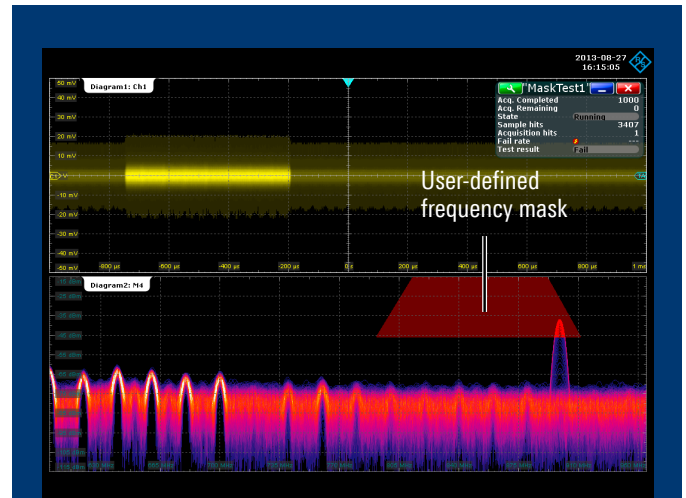 2013-08-27
16:15:05
50 mV
Diagram1: Ch1
40 mV
30 mV
20 mV
10 mV
-10 mV
-20 mV
-30 mV
-40 mV
-50 mV
-800 µs
-600 µs
-400 µs
-200 µs
0 s
200 µs
400 µs
600 µs
800 µs
1 ms
"MaskTest1"
Acq. Completed 1000
Acq. Remaining 0
State Running
Sample hits 3407
Acquisition hits 1
Fail rate ---
Test result Fail
User-defined
frequency mask
Diagram2: M4